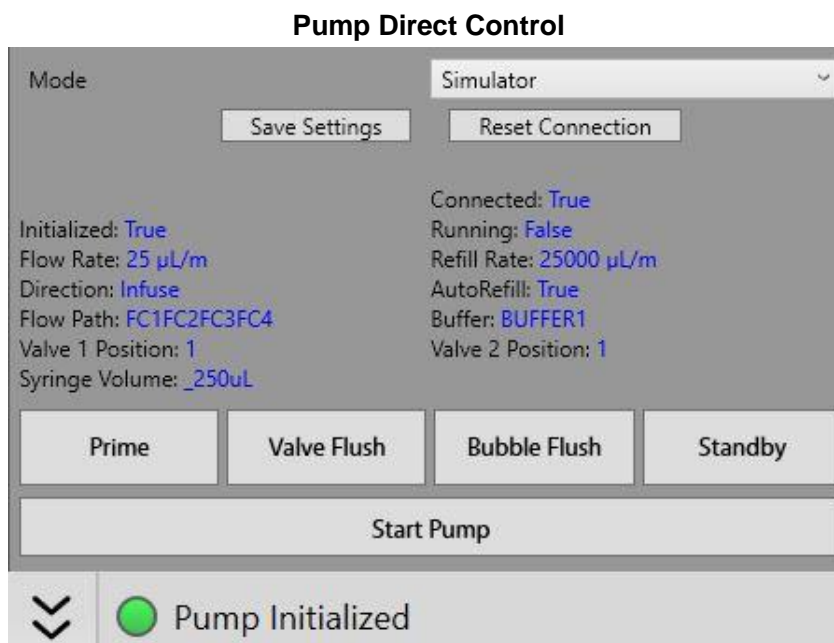 Pump Direct Control
Mode Simulator
Save Settings Reset Connection
Connected: True
Initialized: True Running: False
Flow Rate: 25 µL/m Refill Rate: 25000 µL/m
Direction: Infuse AutoRefill: True
Flow Path: FC1FC2FC3FC4 Buffer: BUFFER1
Valve 1 Position: 1 Valve 2 Position: 1
Syringe Volume: _250uL
Prime Valve Flush Bubble Flush Standby
Start Pump
Pump Initialized